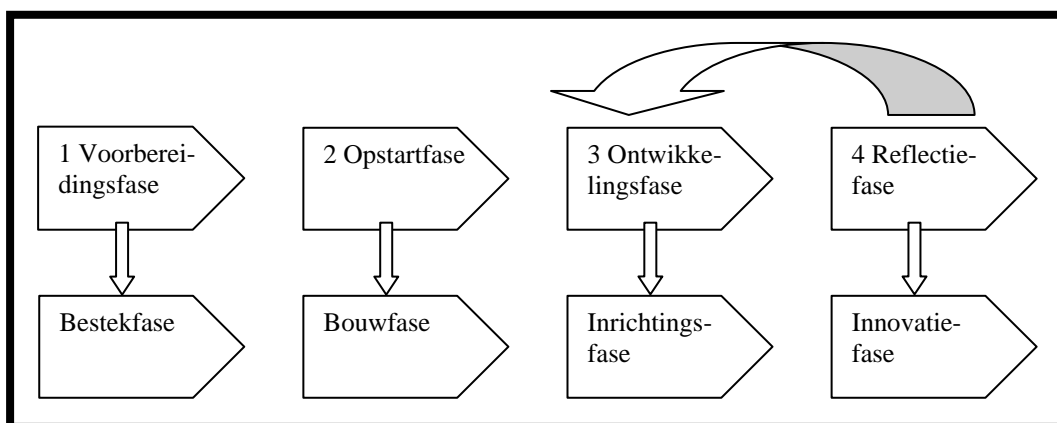 1 Voorberei-
dingsfase
2 Opstartfase
3 Ontwikke-
lingsfase
4 Reflectie-
fase
Bestekfase
Bouwfase
Inrichtings-
fase
Innovatie-
fase